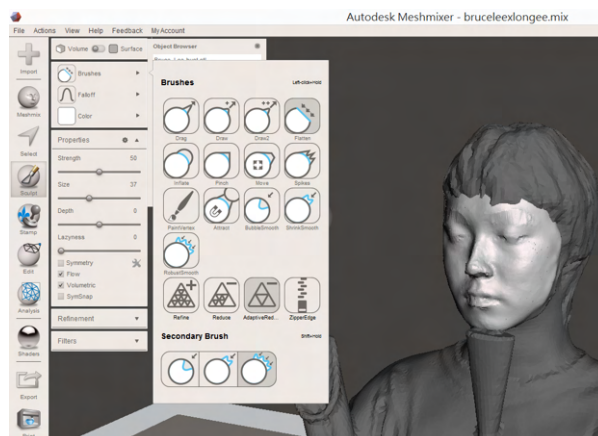 Autodesk Meshmixer - bruceleexlongee.mix
File Actions View Help Feedback My Account
Import
Meshmix
Select
Sculpt
Stamp
Edit
Analysis
Shaders
Export
Volume Surface
Object Browser
Brushes
Falloff
Color
Properties
Strength 50
Size 37
Depth 0
Lazyness 0
Symmetry
Flow
Volumetric
SymSnap
Refinement
Filters
Brushes
Drag Draw Draw2 Flatten
Inflate Pinch Move Spikes
PaintVertex Attract BubbleSmooth ShrinkSmooth
RobustSmooth
Refine Reduce AdaptiveRed... ZipperEdge
Secondary Brush